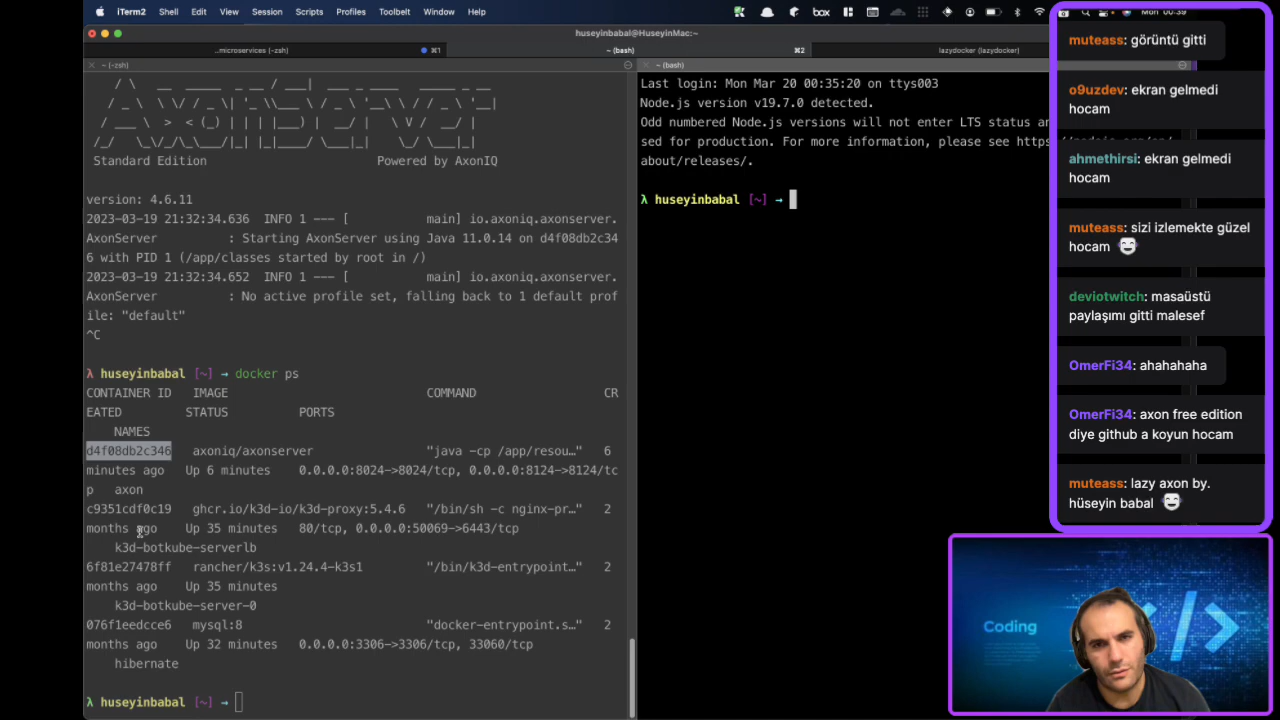 iTerm2 Shell Edit View Session Scripts Profiles Toolbelt Window Help
box
Mon 00:39
huseyinbabal@HuseyinMac:~
..microservices (-zsh)
⌘1
~ (bash)
⌘2
lazydocker (lazydocker)
~ (-zsh)
Standard Edition Powered by AxonIQ
version: 4.6.11
2023-03-19 21:32:34.636 INFO 1 --- [ main] io.axoniq.axonserver.
AxonServer : Starting AxonServer using Java 11.0.14 on d4f08db2c34
6 with PID 1 (/app/classes started by root in /)
2023-03-19 21:32:34.652 INFO 1 --- [ main] io.axoniq.axonserver.
AxonServer : No active profile set, falling back to 1 default prof
ile: "default"
^C
λ huseyinbabal [~] → docker ps
CONTAINER ID IMAGE COMMAND CR
EATED STATUS PORTS
NAMES
d4f08db2c346 axoniq/axonserver "java -cp /app/resou…" 6
minutes ago Up 6 minutes 0.0.0.0:8024->8024/tcp, 0.0.0.0:8124->8124/tc
p axon
c9351cdf0c19 ghcr.io/k3d-io/k3d-proxy:5.4.6 "/bin/sh -c nginx-pr…" 2
months ago Up 35 minutes 80/tcp, 0.0.0.0:50069->6443/tcp
k3d-botkube-serverlb
6f81e27478ff rancher/k3s:v1.24.4-k3s1 "/bin/k3d-entrypoint…" 2
months ago Up 35 minutes
k3d-botkube-server-0
076f1eedcce6 mysql:8 "docker-entrypoint.s…" 2
months ago Up 32 minutes 0.0.0.0:3306->3306/tcp, 33060/tcp
hibernate
λ huseyinbabal [~] →
~ (bash)
Last login: Mon Mar 20 00:35:20 on ttys003
Node.js version v19.7.0 detected.
Odd numbered Node.js versions will not enter LTS status an
sed for production. For more information, please see https
about/releases/.
λ huseyinbabal [~] →
muteass: görüntü gitti
o9uzdev: ekran gelmedi
hocam
ahmethirsi: ekran gelmedi
hocam
muteass: sizi izlemekte güzel
hocam
deviotwitch: masaüstü
paylaşımı gitti malesef
OmerFi34: ahahahaha
OmerFi34: axon free edition
diye github a koyun hocam
muteass: lazy axon by.
hüseyin babal
Coding